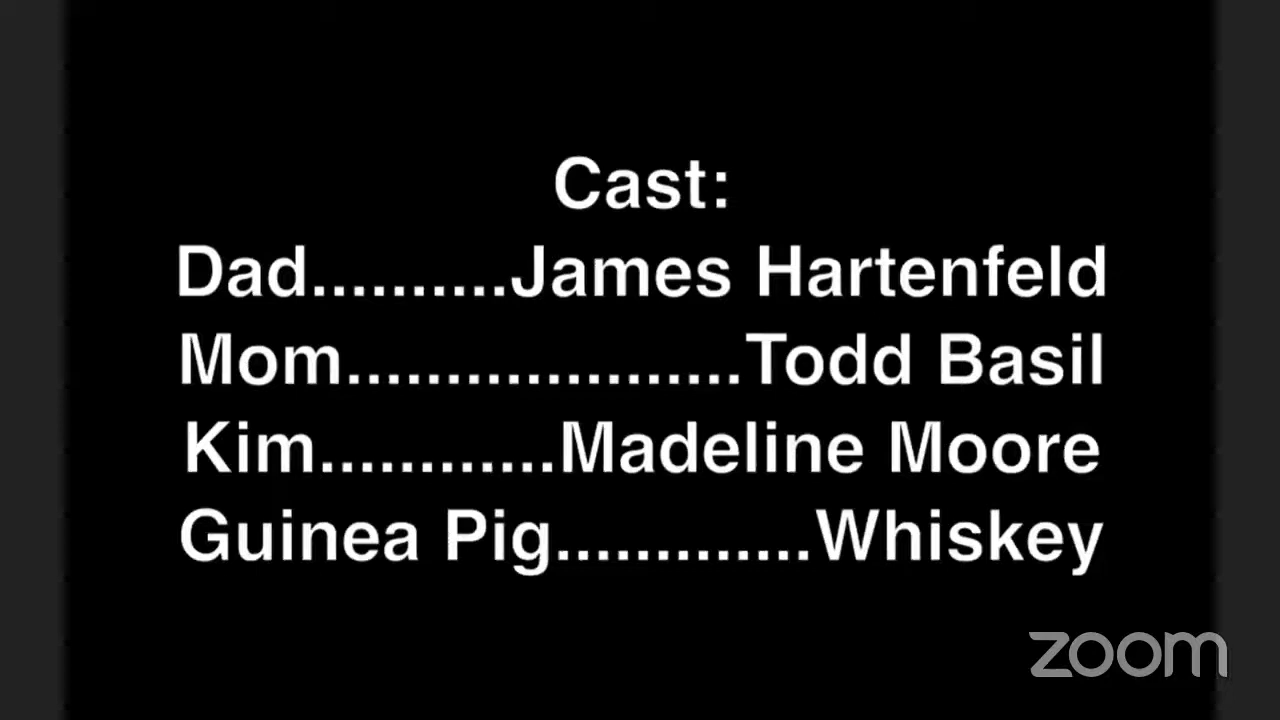 Cast:
Dad..........James Hartenfeld
Mom....................Todd Basil
Kim............Madeline Moore
Guinea Pig.............Whiskey
zoom